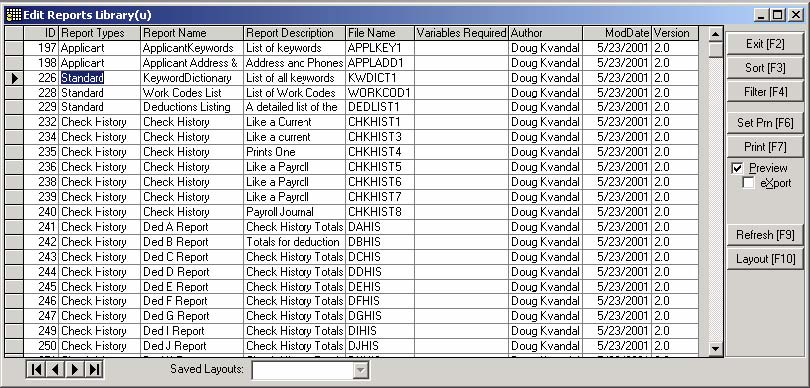 Edit Reports Library(u)
ID Report Types Report Name Report Description File Name Variables Required Author ModDate Version
197 Applicant ApplicantKeywords List of keywords APPLKEY1 Doug Kvandal 5/23/2001 2.0
198 Applicant Applicant Address & Address and Phones APPLADD1 Doug Kvandal 5/23/2001 2.0
226 Standard KeywordDictionary List of all keywords KWDICT1 Doug Kvandal 5/23/2001 2.0
228 Standard Work Codes List List of Work Codes WORKCOD1 Doug Kvandal 5/23/2001 2.0
229 Standard Deductions Listing A detailed list of the DEDLIST1 Doug Kvandal 5/23/2001 2.0
232 Check History Check History Like a Current CHKHIST1 Doug Kvandal 5/23/2001 2.0
234 Check History Check History Like a current CHKHIST3 Doug Kvandal 5/23/2001 2.0
235 Check History Check History Prints One CHKHIST4 Doug Kvandal 5/23/2001 2.0
236 Check History Check History Like a Payroll CHKHIST5 Doug Kvandal 5/23/2001 2.0
238 Check History Check History Like a Payroll CHKHIST6 Doug Kvandal 5/23/2001 2.0
239 Check History Check History Like a Payroll CHKHIST7 Doug Kvandal 5/23/2001 2.0
240 Check History Check History Payroll Journal CHKHIST8 Doug Kvandal 5/23/2001 2.0
241 Check History Ded A Report Check History Totals DAHIS Doug Kvandal 5/23/2001 2.0
242 Check History Ded B Report Totals for deduction DBHIS Doug Kvandal 5/23/2001 2.0
243 Check History Ded C Report Check History Totals DCHIS Doug Kvandal 5/23/2001 2.0
244 Check History Ded D Report Check History Totals DDHIS Doug Kvandal 5/23/2001 2.0
245 Check History Ded E Report Check History Totals DEHIS Doug Kvandal 5/23/2001 2.0
246 Check History Ded F Report Check History Totals DFHIS Doug Kvandal 5/23/2001 2.0
247 Check History Ded G Report Check History Totals DGHIS Doug Kvandal 5/23/2001 2.0
249 Check History Ded I Report Check History Totals DIHIS Doug Kvandal 5/23/2001 2.0
250 Check History Ded J Report Check History Totals DJHIS Doug Kvandal 5/23/2001 2.0
Exit [F2]
Sort [F3]
Filter [F4]
Set Prn [F6]
Print [F7]
Preview
eXport
Refresh [F9]
Layout [F10]
Saved Layouts: